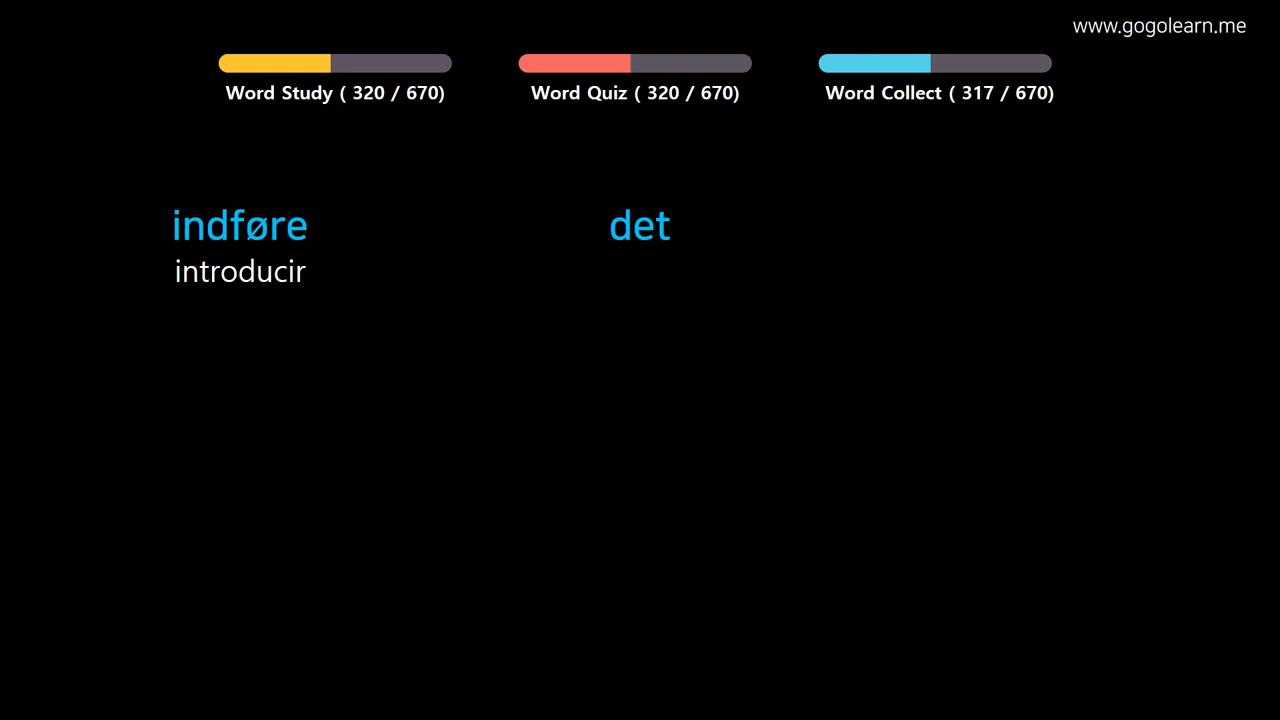 www.gogolearn.me
Word Study ( 320 / 670)
Word Quiz ( 320 / 670)
Word Collect ( 317 / 670)
indføre
introducir
det